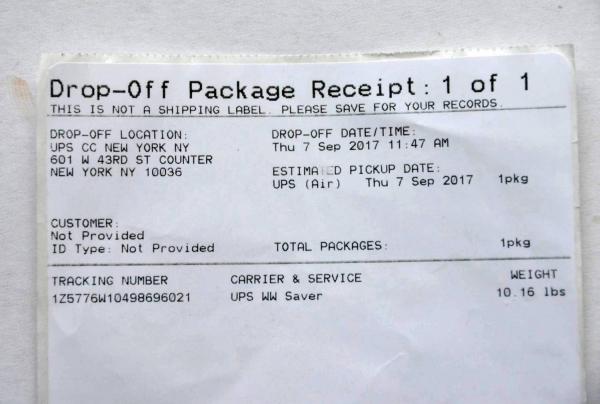 Drop-Off Package Receipt: 1 of 1
THIS IS NOT A SHIPPING LABEL. PLEASE SAVE FOR YOUR RECORDS.
DROP-OFF LOCATION:
UPS CC NEW YORK NY
601 W 43RD ST COUNTER
NEW YORK NY 10036
DROP-OFF DATE/TIME:
Thu 7 Sep 2017 11:47 AM
ESTIMATED PICKUP DATE:
UPS (Air) Thu 7 Sep 2017 1pkg
CUSTOMER:
Not Provided
ID Type: Not Provided
TOTAL PACKAGES: 1pkg
TRACKING NUMBER CARRIER & SERVICE WEIGHT
1Z5776W10498696021 UPS WW Saver 10.16 lbs